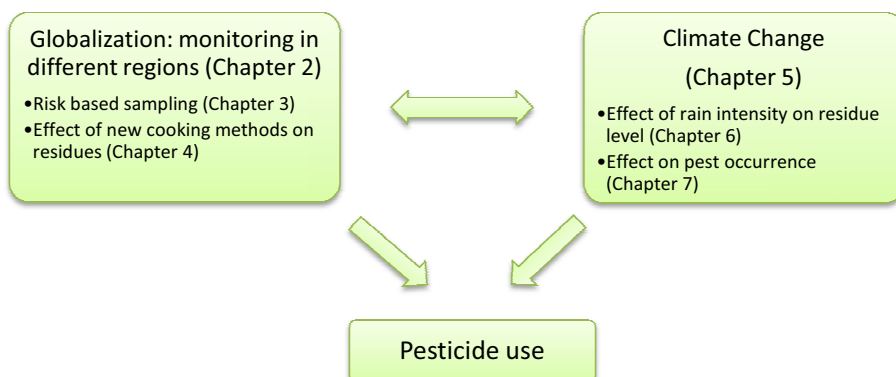 Globalization: monitoring in
different regions (Chapter 2)
•Risk based sampling (Chapter 3)
•Effect of new cooking methods on
residues (Chapter 4)
Climate Change
(Chapter 5)
•Effect of rain intensity on residue
level (Chapter 6)
•Effect on pest occurrence
(Chapter 7)
Pesticide use